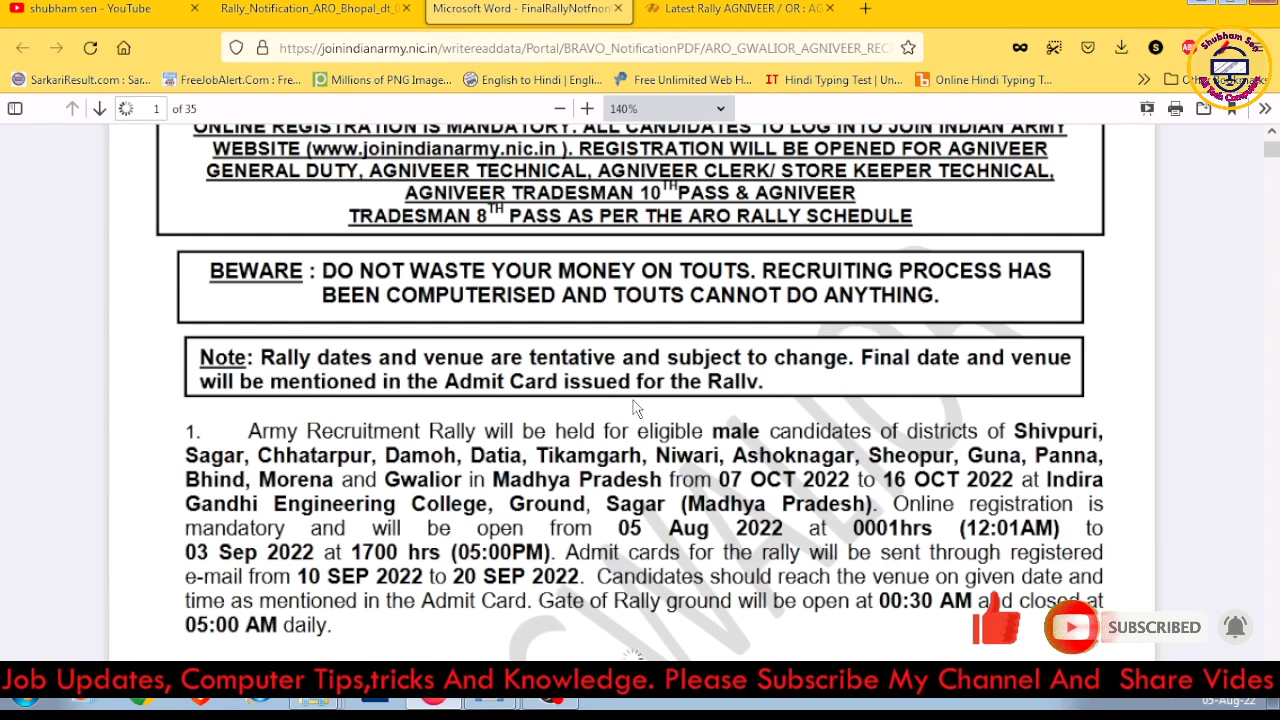 shubham sen - YouTube
Rally_Notification_ARO_Bhopal_dt_0
Microsoft Word - FinalRallyNotfnon
Latest Rally AGNIVEER / OR : AG
https://joinindianarmy.nic.in/writereaddata/Portal/BRAVO_NotificationPDF/ARO_GWALIOR_AGNIVEER_REC
SarkariResult.com : Sar...
FreeJobAlert.Com : Fre...
Millions of PNG Image...
English to Hindi | Engli...
Free Unlimited Web H...
Hindi Typing Test | Un...
Online Hindi Typing T...
Shubham Sen
1 of 35
140%
ONLINE REGISTRATION IS MANDATORY. ALL CANDIDATES TO LOG INTO JOIN INDIAN ARMY
WEBSITE (www.joinindianarmy.nic.in ). REGISTRATION WILL BE OPENED FOR AGNIVEER
GENERAL DUTY, AGNIVEER TECHNICAL, AGNIVEER CLERK/ STORE KEEPER TECHNICAL,
AGNIVEER TRADESMAN 10TH PASS & AGNIVEER
TRADESMAN 8TH PASS AS PER THE ARO RALLY SCHEDULE
BEWARE : DO NOT WASTE YOUR MONEY ON TOUTS. RECRUITING PROCESS HAS
BEEN COMPUTERISED AND TOUTS CANNOT DO ANYTHING.
Note: Rally dates and venue are tentative and subject to change. Final date and venue
will be mentioned in the Admit Card issued for the Rally.
1. Army Recruitment Rally will be held for eligible male candidates of districts of Shivpuri,
Sagar, Chhatarpur, Damoh, Datia, Tikamgarh, Niwari, Ashoknagar, Sheopur, Guna, Panna,
Bhind, Morena and Gwalior in Madhya Pradesh from 07 OCT 2022 to 16 OCT 2022 at Indira
Gandhi Engineering College, Ground, Sagar (Madhya Pradesh). Online registration is
mandatory and will be open from 05 Aug 2022 at 0001hrs (12:01AM) to
03 Sep 2022 at 1700 hrs (05:00PM). Admit cards for the rally will be sent through registered
e-mail from 10 SEP 2022 to 20 SEP 2022. Candidates should reach the venue on given date and
time as mentioned in the Admit Card. Gate of Rally ground will be open at 00:30 AM and closed at
05:00 AM daily.
SUBSCRIBED
Job Updates, Computer Tips,tricks And Knowledge. Please Subscribe My Channel And Share Vides
05-Aug-22